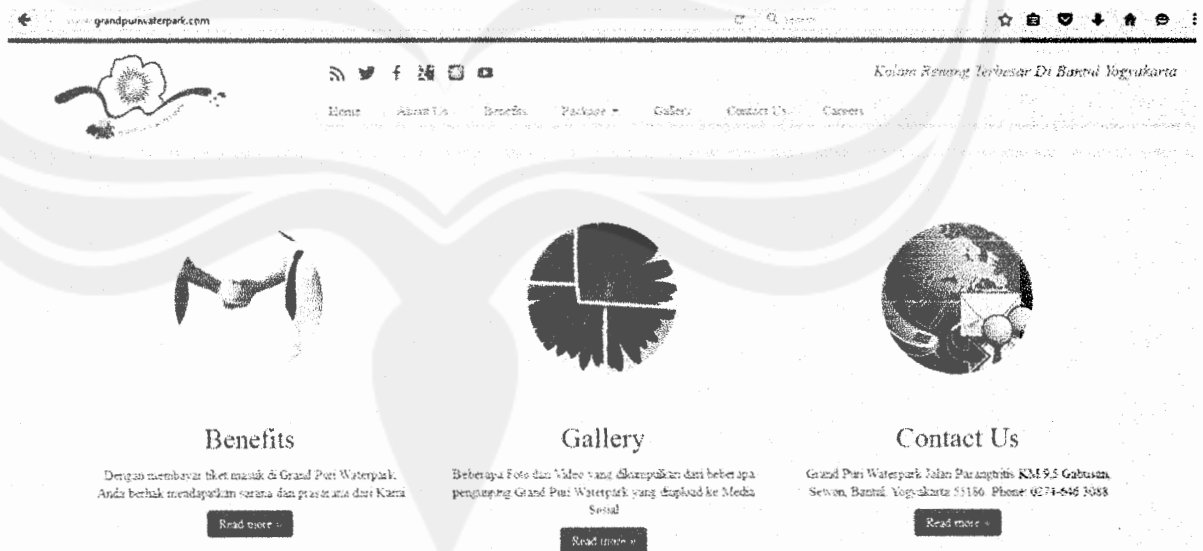 grandpuriwaterpark.com
Search
Kolam Renang Terbesar Di Bantul Yogyakarta
Home About Us Benefits Package Gallery Contact Us Careers
Benefits
Dengan membayar tiket masuk di Grand Puri Waterpark,
Anda berhak mendapatkan sarana dan prasarana dari Kami
Read more »
Gallery
Beberapa Foto dan Video yang dikumpulkan dari beberapa
pengunjung Grand Puri Waterpark yang diupload ke Media
Sosial
Read more »
Contact Us
Grand Puri Waterpark Jalan Parangtritis KM 9,5 Gabusan,
Sewon, Bantul, Yogyakarta 55186 Phone: 0274-646 3088
Read more »